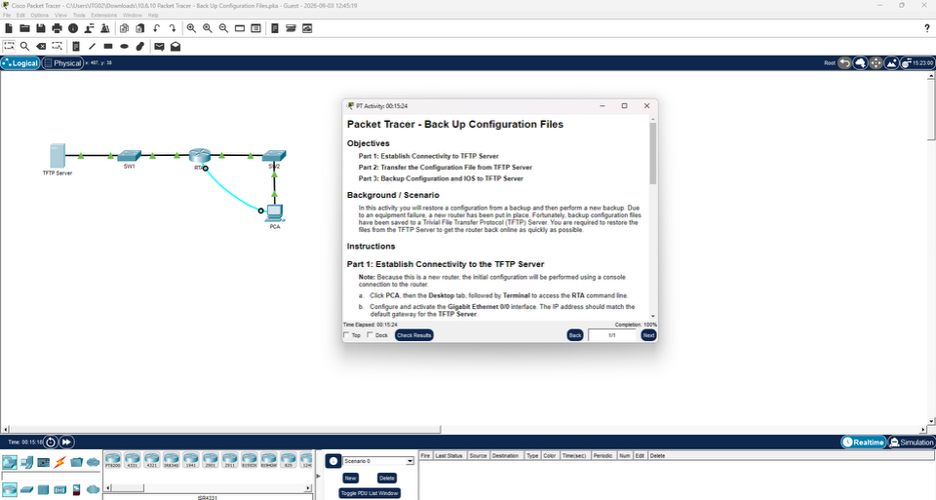 Cisco Packet Tracer - C:\Users\ITG02\Downloads\10.6.10 Packet Tracer - Back Up Configuration Files.pka - Guest - 2026-09-03 12:45:19
File Edit Options View Tools Extensions Window Help
Logical Physical x: 487, y: 38 Root 15:23:00
TFTP Server
SW1
RTA
SW2
PCA
PT Activity: 00:15:24
Packet Tracer - Back Up Configuration Files
Objectives
Part 1: Establish Connectivity to TFTP Server
Part 2: Transfer the Configuration File from TFTP Server
Part 3: Backup Configuration and IOS to TFTP Server
Background / Scenario
In this activity you will restore a configuration from a backup and then perform a new backup. Due
to an equipment failure, a new router has been put in place. Fortunately, backup configuration files
have been saved to a Trivial File Transfer Protocol (TFTP) Server. You are required to restore the
files from the TFTP Server to get the router back online as quickly as possible.
Instructions
Part 1: Establish Connectivity to the TFTP Server
Note: Because this is a new router, the initial configuration will be performed using a console
connection to the router.
a. Click PCA, then the Desktop tab, followed by Terminal to access the RTA command line.
b. Configure and activate the Gigabit Ethernet 0/0 interface. The IP address should match the
default gateway for the TFTP Server.
Time Elapsed: 00:15:24 Completion: 100%
Top Dock Check Results Back 1/1 Next
Time: 00:15:18 Realtime Simulation
4331 4321 1941 2901 2911 829
Scenario 0
New Delete
Toggle PDU List Window
Fire Last Status Source Destination Type Color Time(sec) Periodic Num Edit Delete
ISR4331